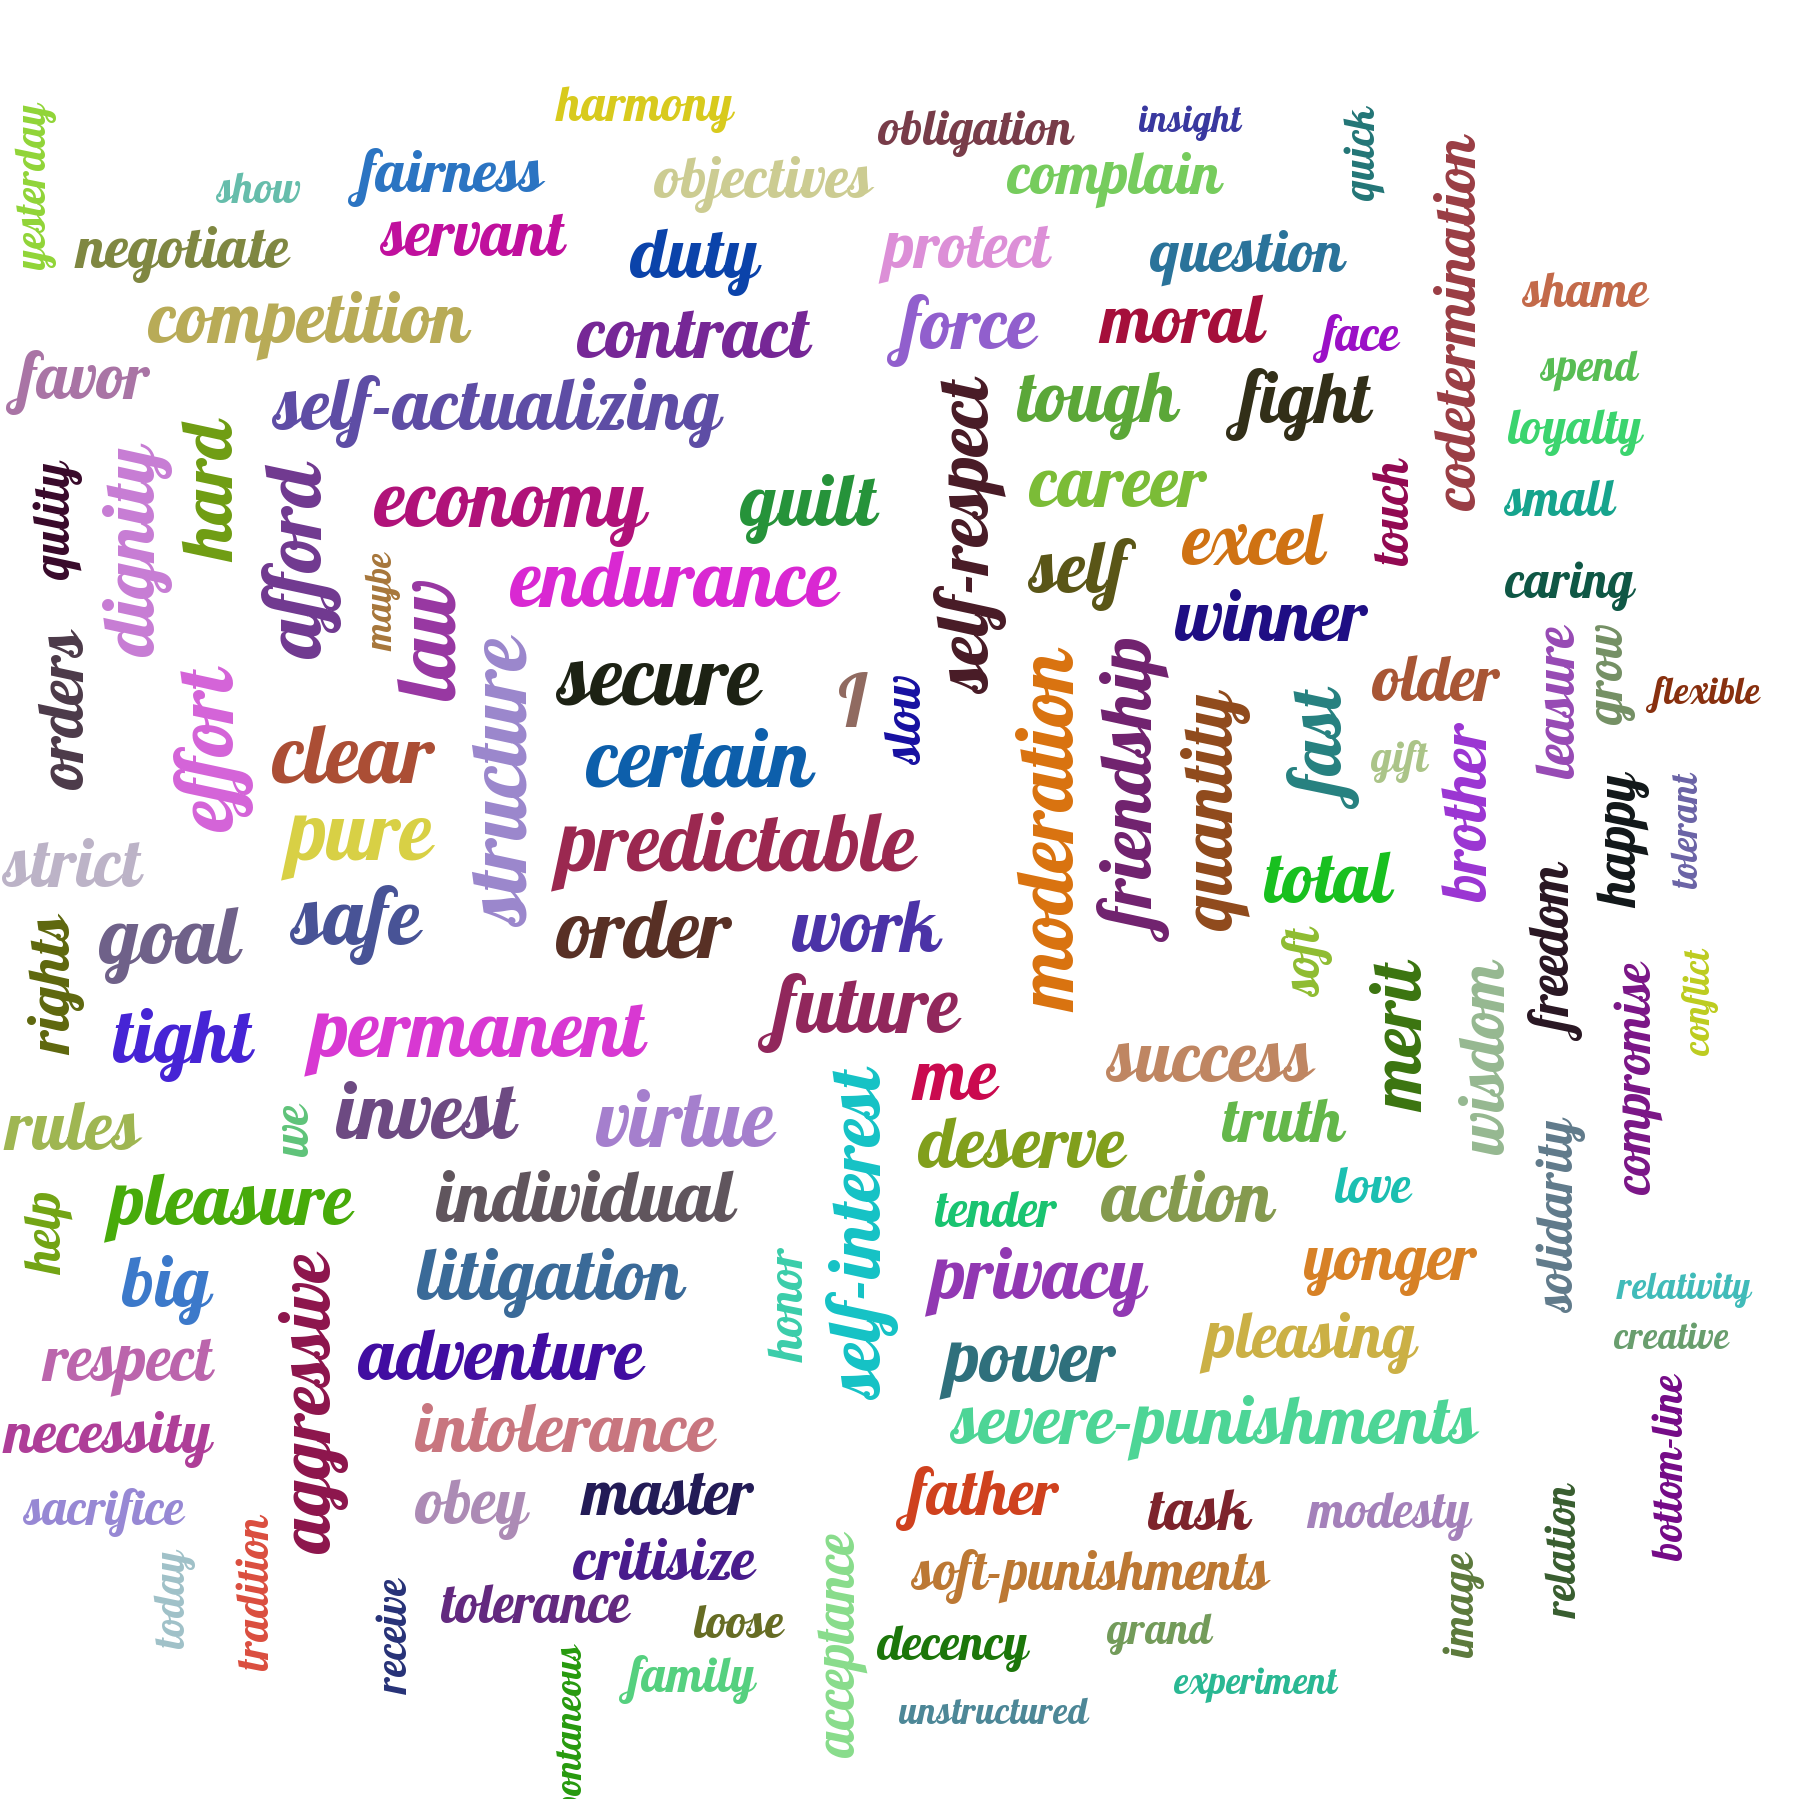 harmony
yesterday
obligation
insight
quick
show
fairness
objectives
complain
codetermination
negotiate
servant
duty
protect
question
shame
competition
contract
force
moral
face
favor
self-actualizing
self-respect
tough
fight
spend
loyalty
hard
dignity
qulity
afford
economy
guilt
career
touch
small
excel
self
maybe
law
endurance
winner
caring
orders
effort
structure
secure
I
slow
moderation
friendship
quantity
fast
older
leasure
grow
flexible
clear
certain
gift
brother
happy
tolerant
pure
predictable
strict
total
safe
order
work
goal
rights
soft
merit
wisdom
freedom
compromise
conflict
tight
permanent
future
me
success
rules
we
invest
virtue
self-interest
deserve
truth
solidarity
help
pleasure
individual
tender
action
love
big
aggressive
litigation
honor
privacy
yonger
relativity
respect
adventure
power
pleasing
creative
necessity
intolerance
severe-punishments
bottom-line
sacrifice
obey
master
father
task
modesty
relation
today
tradition
critisize
acceptance
soft-punishments
image
receive
tolerance
loose
decency
grand
family
experiment
unstructured
ontaneous